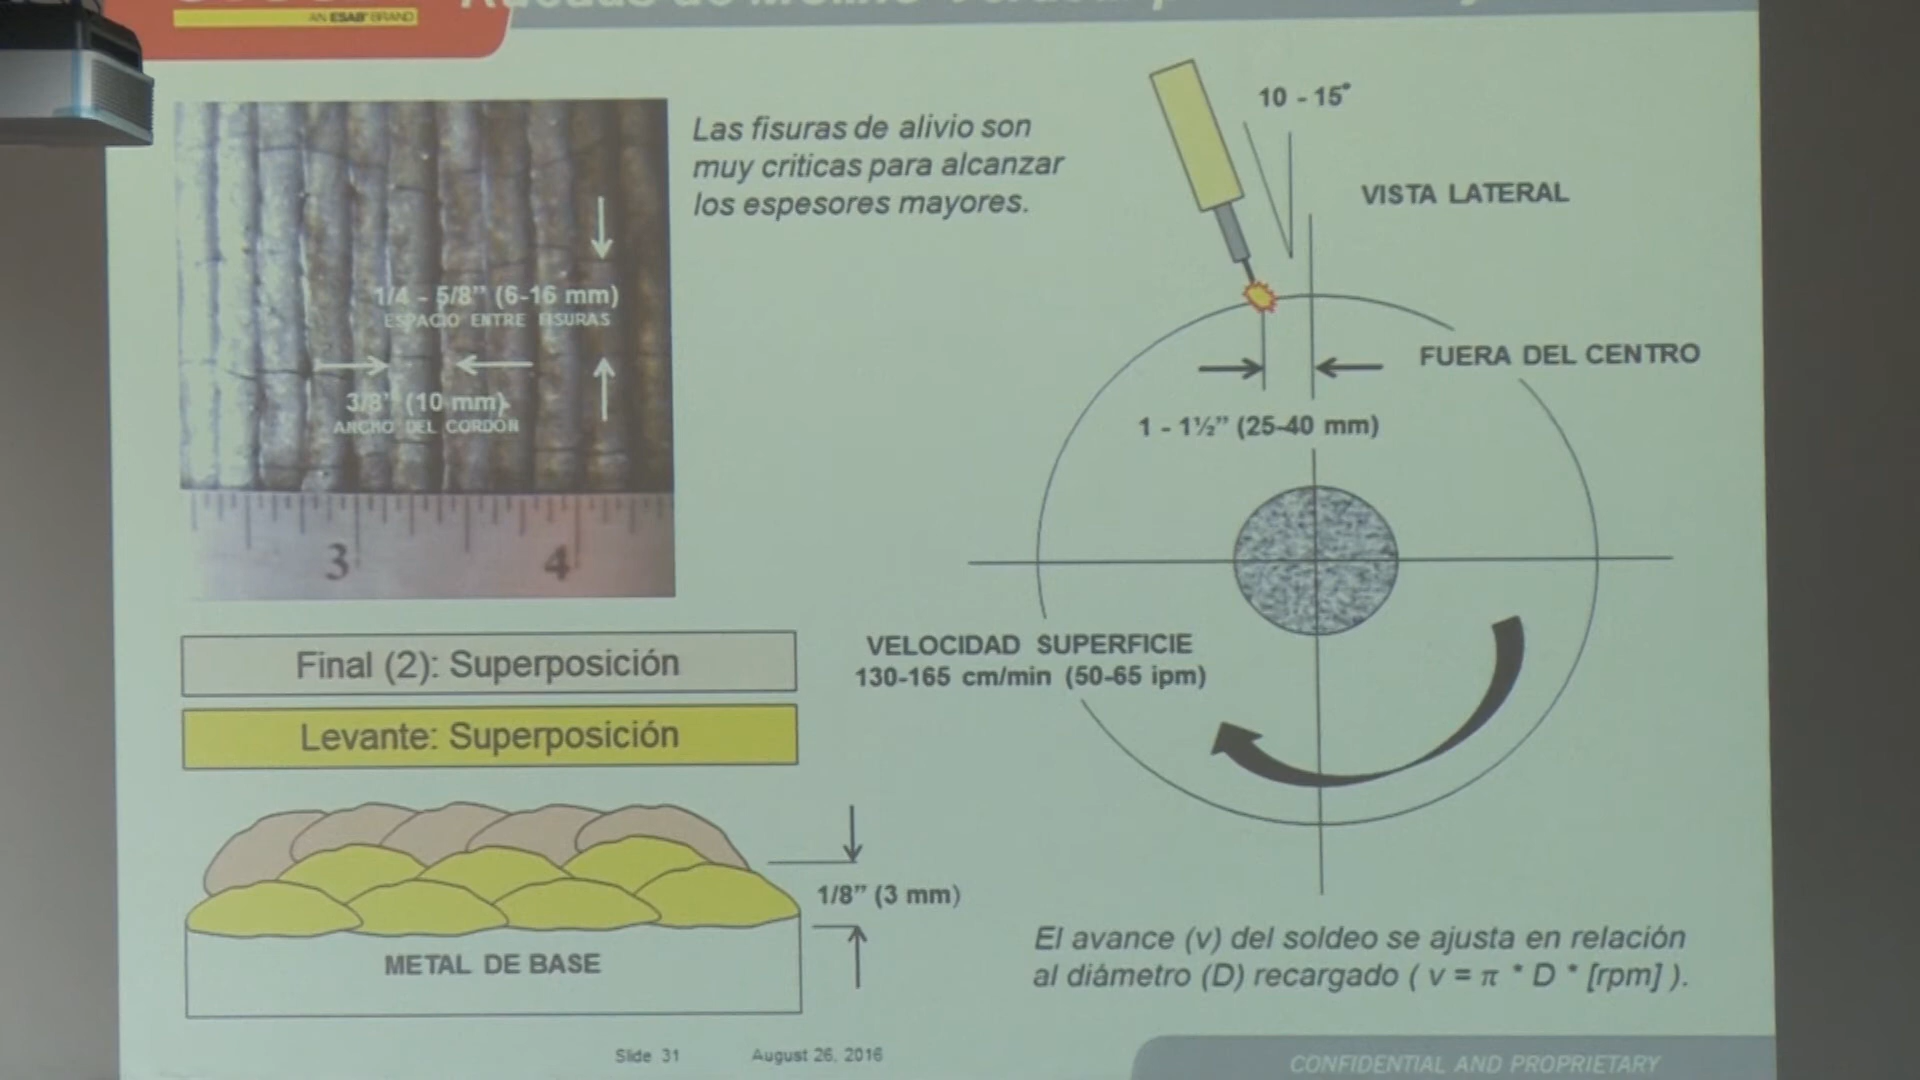 AN ESAB BRAND
Las fisuras de alivio son
muy criticas para alcanzar
los espesores mayores.
1/4 - 5/8” (6-16 mm)
ESPACIO ENTRE FISURAS
3/8” (10 mm)
ANCHO DEL CORDON
3
4
10 - 15°
VISTA LATERAL
FUERA DEL CENTRO
1 - 1½” (25-40 mm)
VELOCIDAD SUPERFICIE
130-165 cm/min (50-65 ipm)
Final (2): Superposición
Levante: Superposición
1/8” (3 mm)
METAL DE BASE
El avance (v) del soldeo se ajusta en relación
al diámetro (D) recargado ( v = π * D * [rpm] ).
Slide 31
August 26, 2016
CONFIDENTIAL AND PROPRIETARY